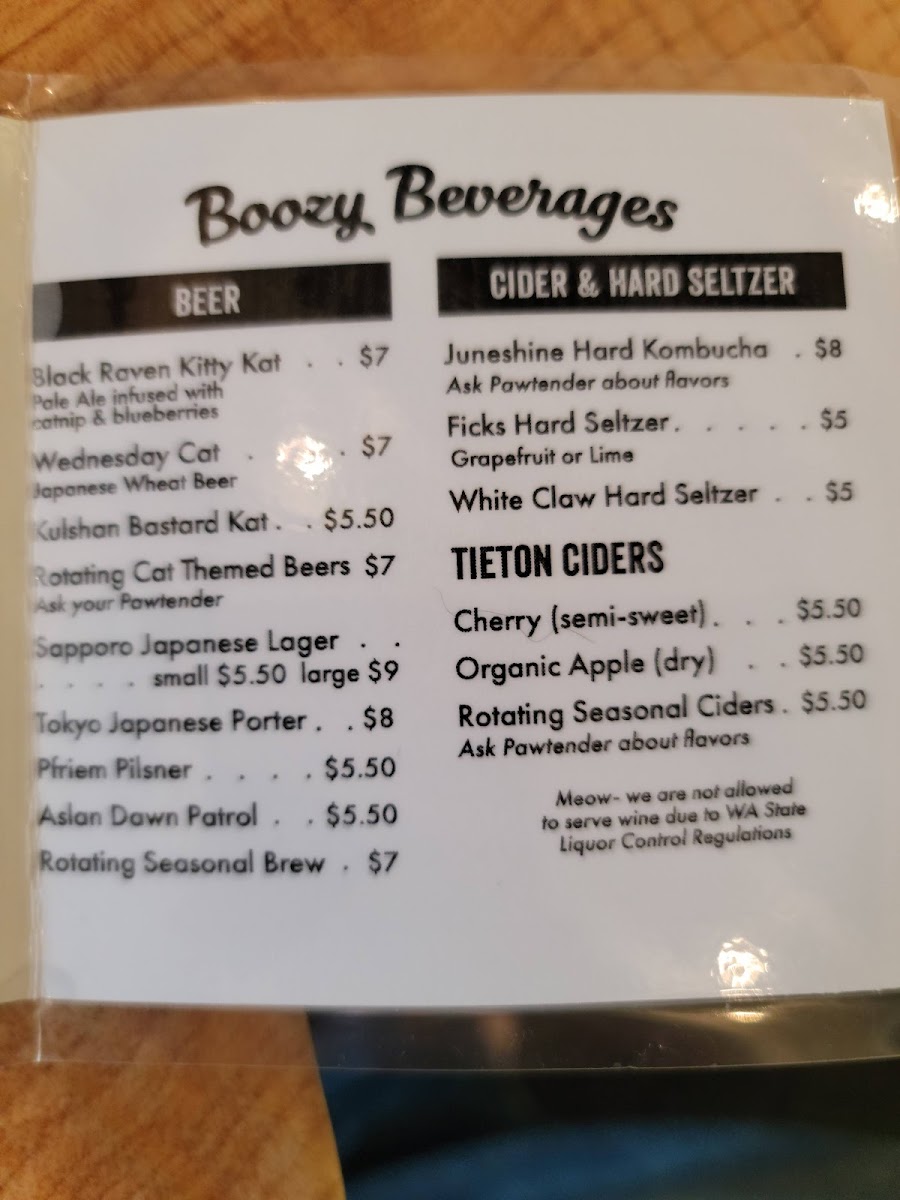 Boozy Beverages
BEER
Black Raven Kitty Kat . . $7
Pale Ale infused with
catnip & blueberries
Wednesday Cat . . . $7
Japanese Wheat Beer
Kulshan Bastard Kat . . $5.50
Rotating Cat Themed Beers $7
Ask your Pawtender
Sapporo Japanese Lager . .
. . . . small $5.50 large $9
Tokyo Japanese Porter . . $8
Pfriem Pilsner . . . . $5.50
Aslan Dawn Patrol . . $5.50
Rotating Seasonal Brew . $7
CIDER & HARD SELTZER
Juneshine Hard Kombucha . $8
Ask Pawtender about flavors
Ficks Hard Seltzer . . . . . $5
Grapefruit or Lime
White Claw Hard Seltzer . . $5
TIETON CIDERS
Cherry (semi-sweet) . . . $5.50
Organic Apple (dry) . . $5.50
Rotating Seasonal Ciders . $5.50
Ask Pawtender about flavors
Meow- we are not allowed
to serve wine due to WA State
Liquor Control Regulations